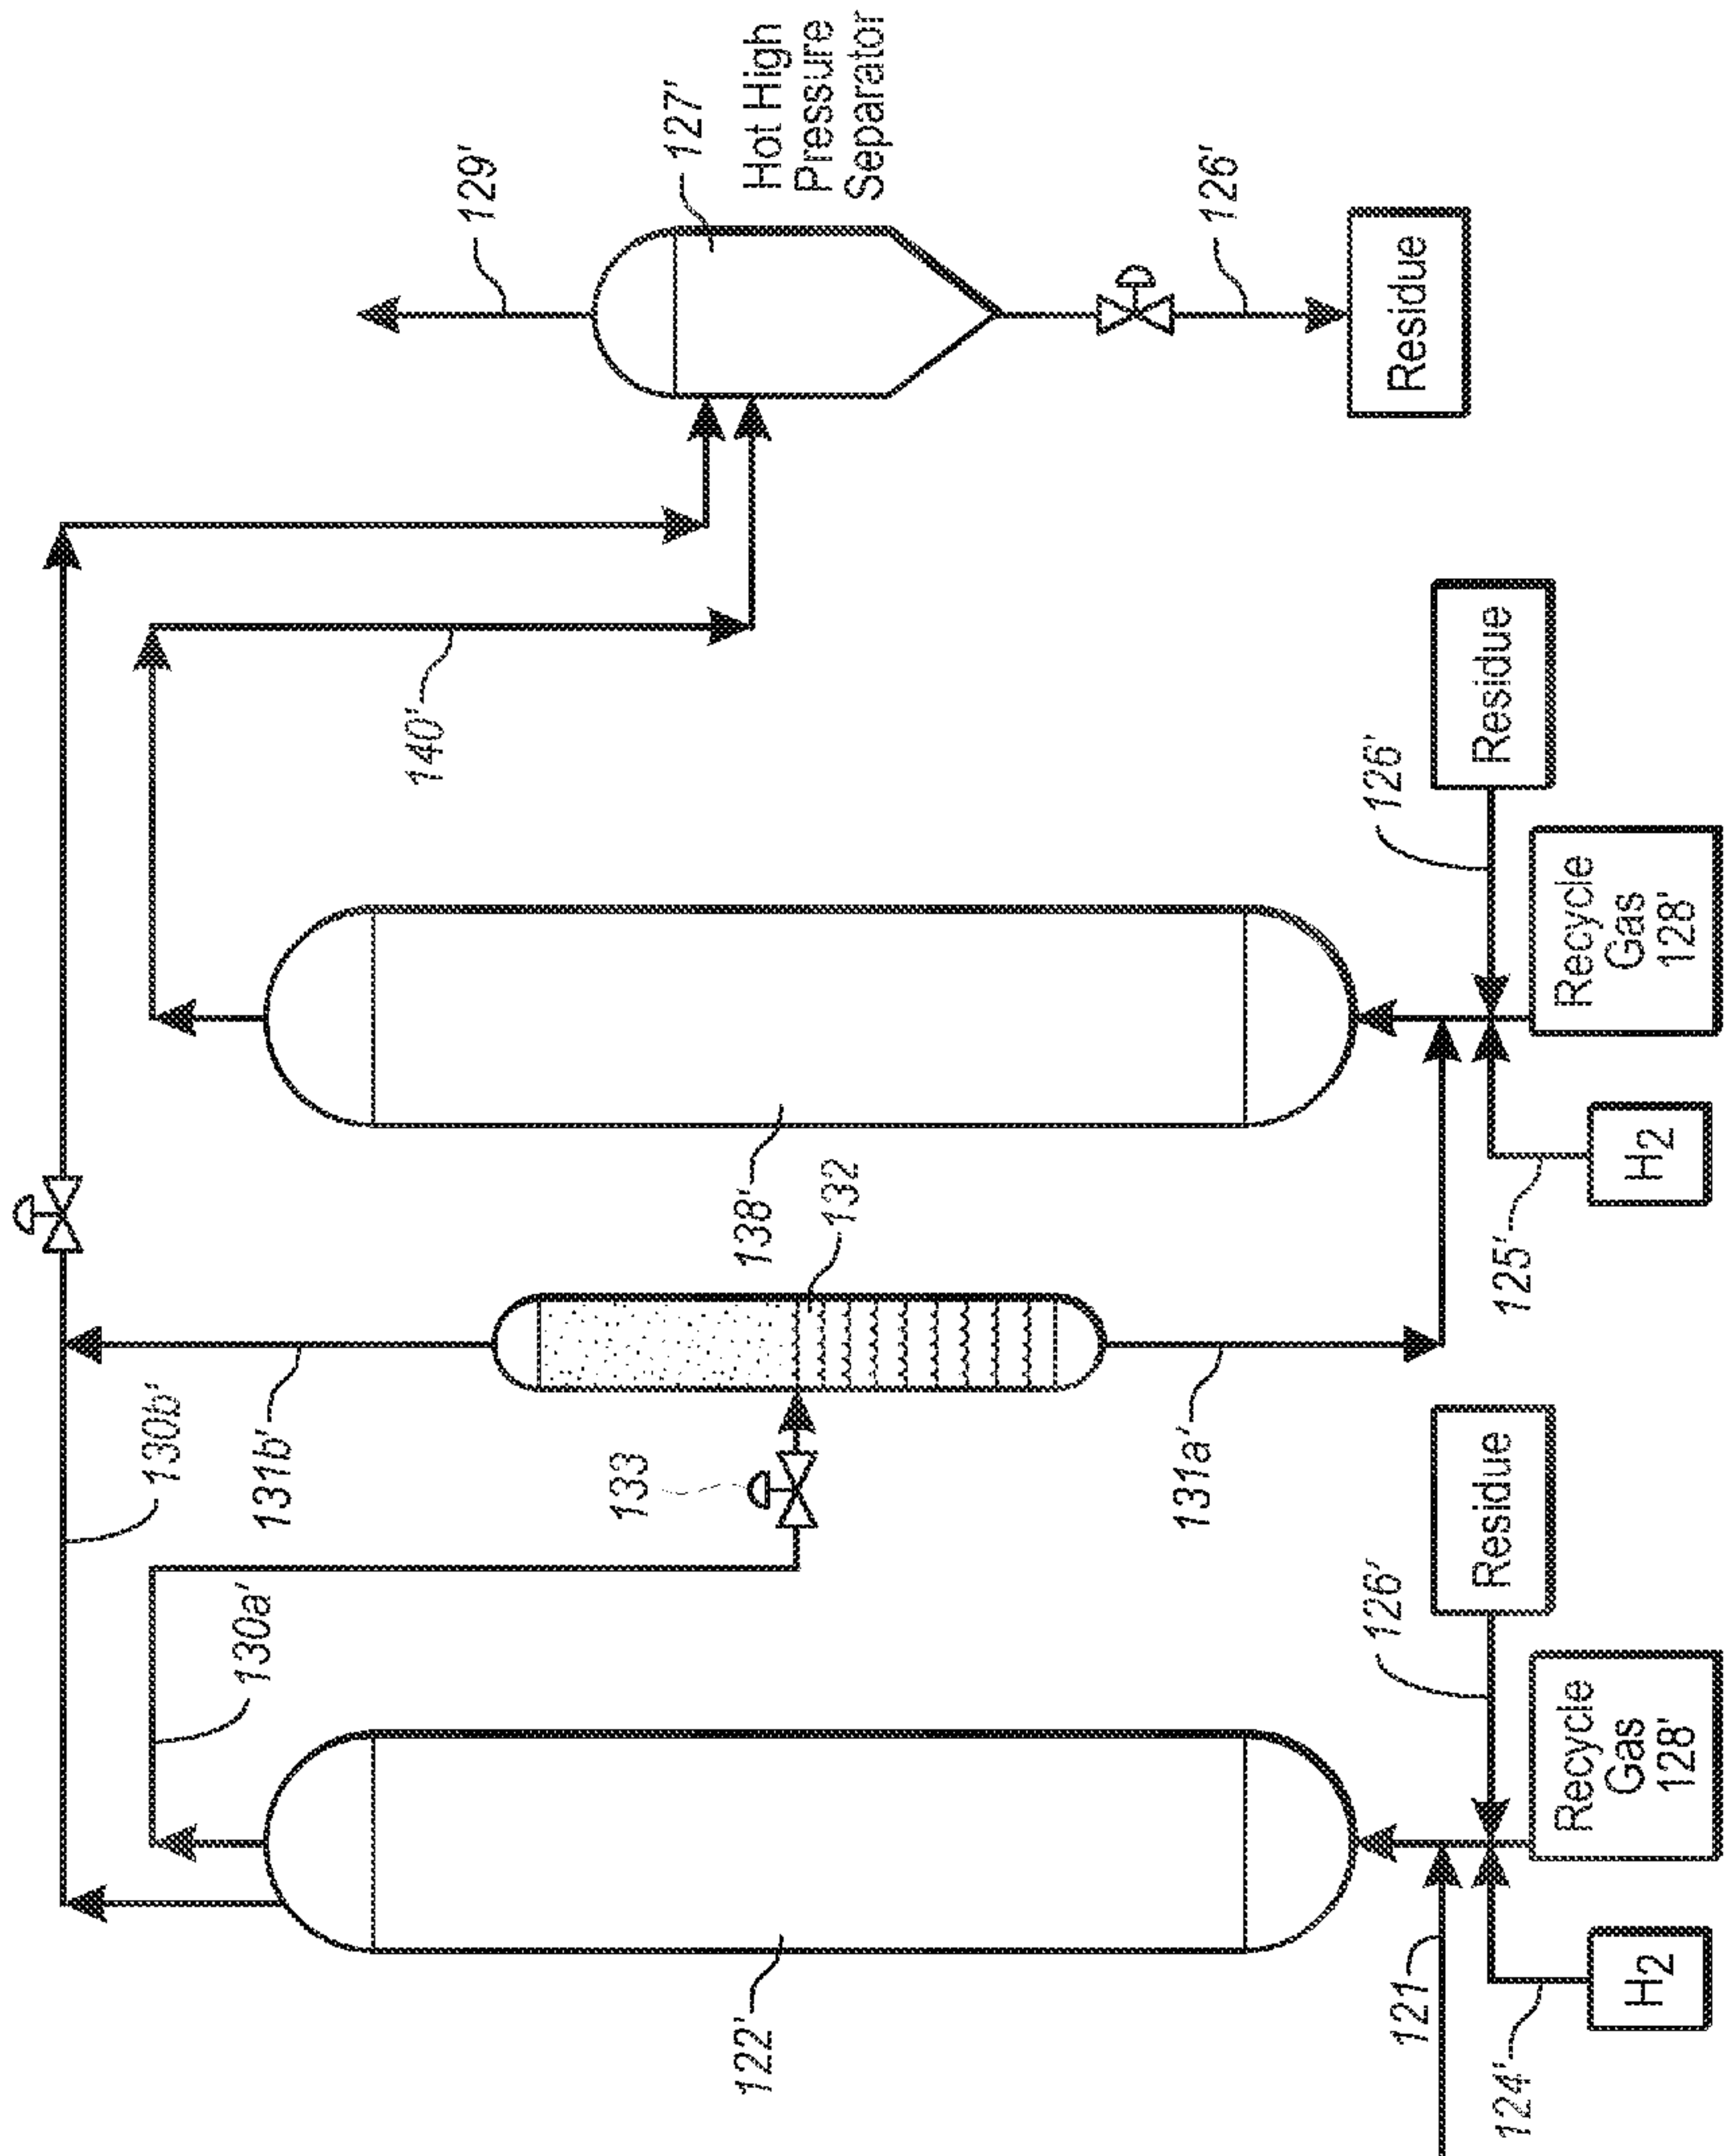 129'
127'
Hot High
Pressure
Separator
126'
Residue
140'
130b'
130a'
131b'
133
131a'
138'
132
122'
121
124'
H2
126'
Residue
Recycle
Gas
128'
125'
H2
126'
Residue
Recycle
Gas
128'